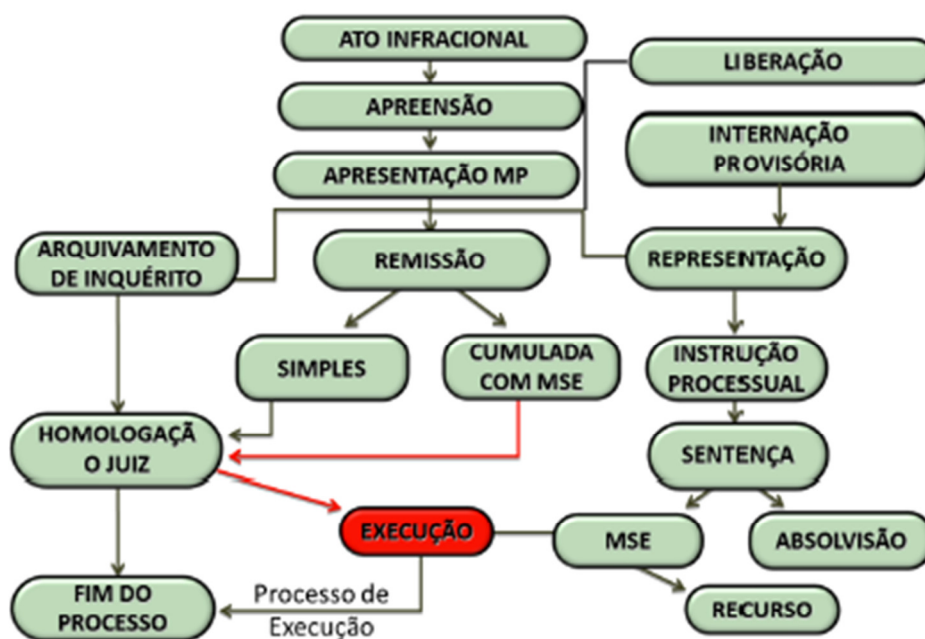 ATO INFRACIONAL
LIBERAÇÃO
APREENSÃO
INTERNAÇÃO
PROVISÓRIA
APRESENTAÇÃO MP
ARQUIVAMENTO
DE INQUÉRITO
REMISSÃO
REPRESENTAÇÃO
SIMPLES
CUMULADA
COM MSE
INSTRUÇÃO
PROCESSUAL
HOMOLOGAÇÃ
O JUIZ
SENTENÇA
EXECUÇÃO
MSE
ABSOLVISÃO
FIM DO
PROCESSO
Processo de
Execução
RECURSO